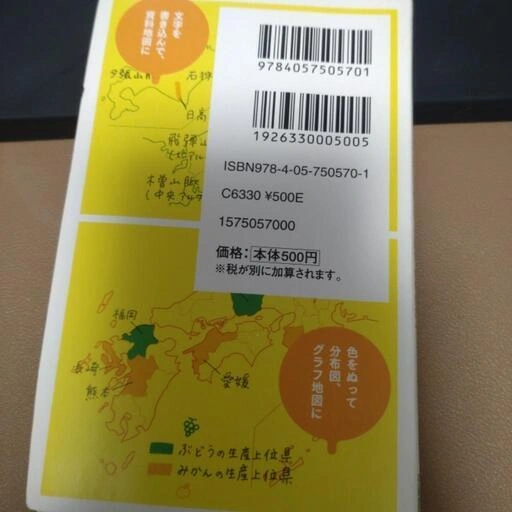 文字を
書き込んで、
資料地図に
夕張山
石狩
日高
飛騨山
木曽山脈
(中央アル
9784057505701
1926330005005
ISBN978-4-05-750570-1
C6330 ¥500E
1575057000
価格：本体500円
※税が別に加算されます。
福岡
長崎
熊本
愛媛
色をぬって
分布図、
グラフ地図に
ぶどうの生産上位県
みかんの生産上位県